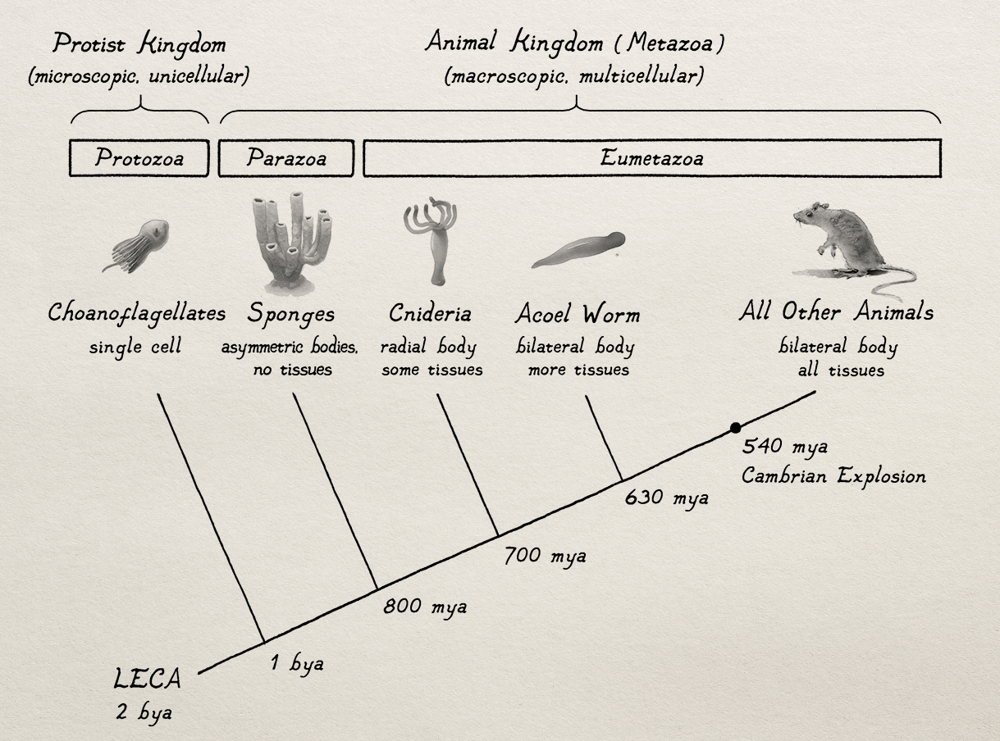 Protist Kingdom
(microscopic, unicellular)
Animal Kingdom (Metazoa)
(macroscopic, multicellular)
Protozoa
Parazoa
Eumetazoa
Choanoflagellates
single cell
Sponges
asymmetric bodies,
no tissues
Cnideria
radial body
some tissues
Acoel Worm
bilateral body
more tissues
All Other Animals
bilateral body
all tissues
540 mya
Cambrian Explosion
630 mya
700 mya
800 mya
1 bya
LECA
2 bya